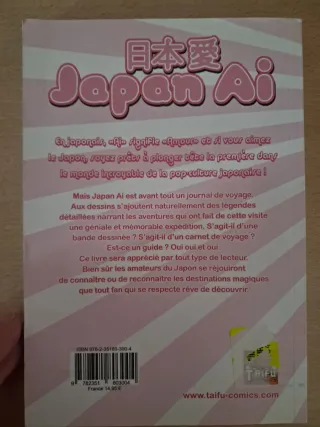 日本愛
Japan Ai
En japonais, «Ai» signifie «Amour» et si vous aimez
le Japon, soyez prêts à plonger tête la première dans
le monde incroyable de la pop-culture japonaise !
Mais Japan Ai est avant tout un journal de voyage.
Aux dessins s'ajoutent naturellement des légendes
détaillées narrant les aventures qui ont fait de cette visite
une géniale et mémorable expédition. S'agit-il d'une
bande dessinée ? S'agit-il d'un carnet de voyage ?
Est-ce un guide ? Oui oui et oui
Ce livre sera apprécié par tout type de lecteur.
Bien sûr les amateurs du Japon se réjouiront
de connaître ou de reconnaître les destinations magiques
que tout fan qui se respecte rêve de découvrir.
France 14,95 €
TAIFU
www.taifu-comics.com